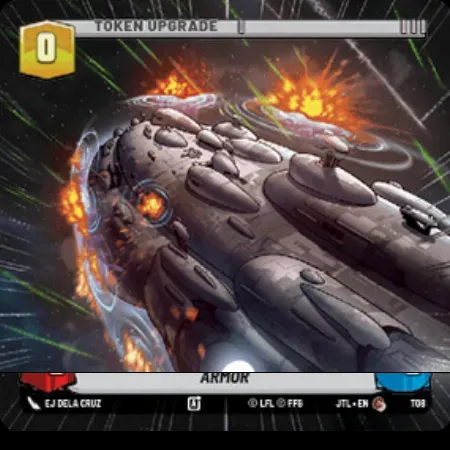 TOKEN UPGRADE
0
ARMOR
EJ DELA CRUZ
A
© LFL © FFG
JTL • EN
T08